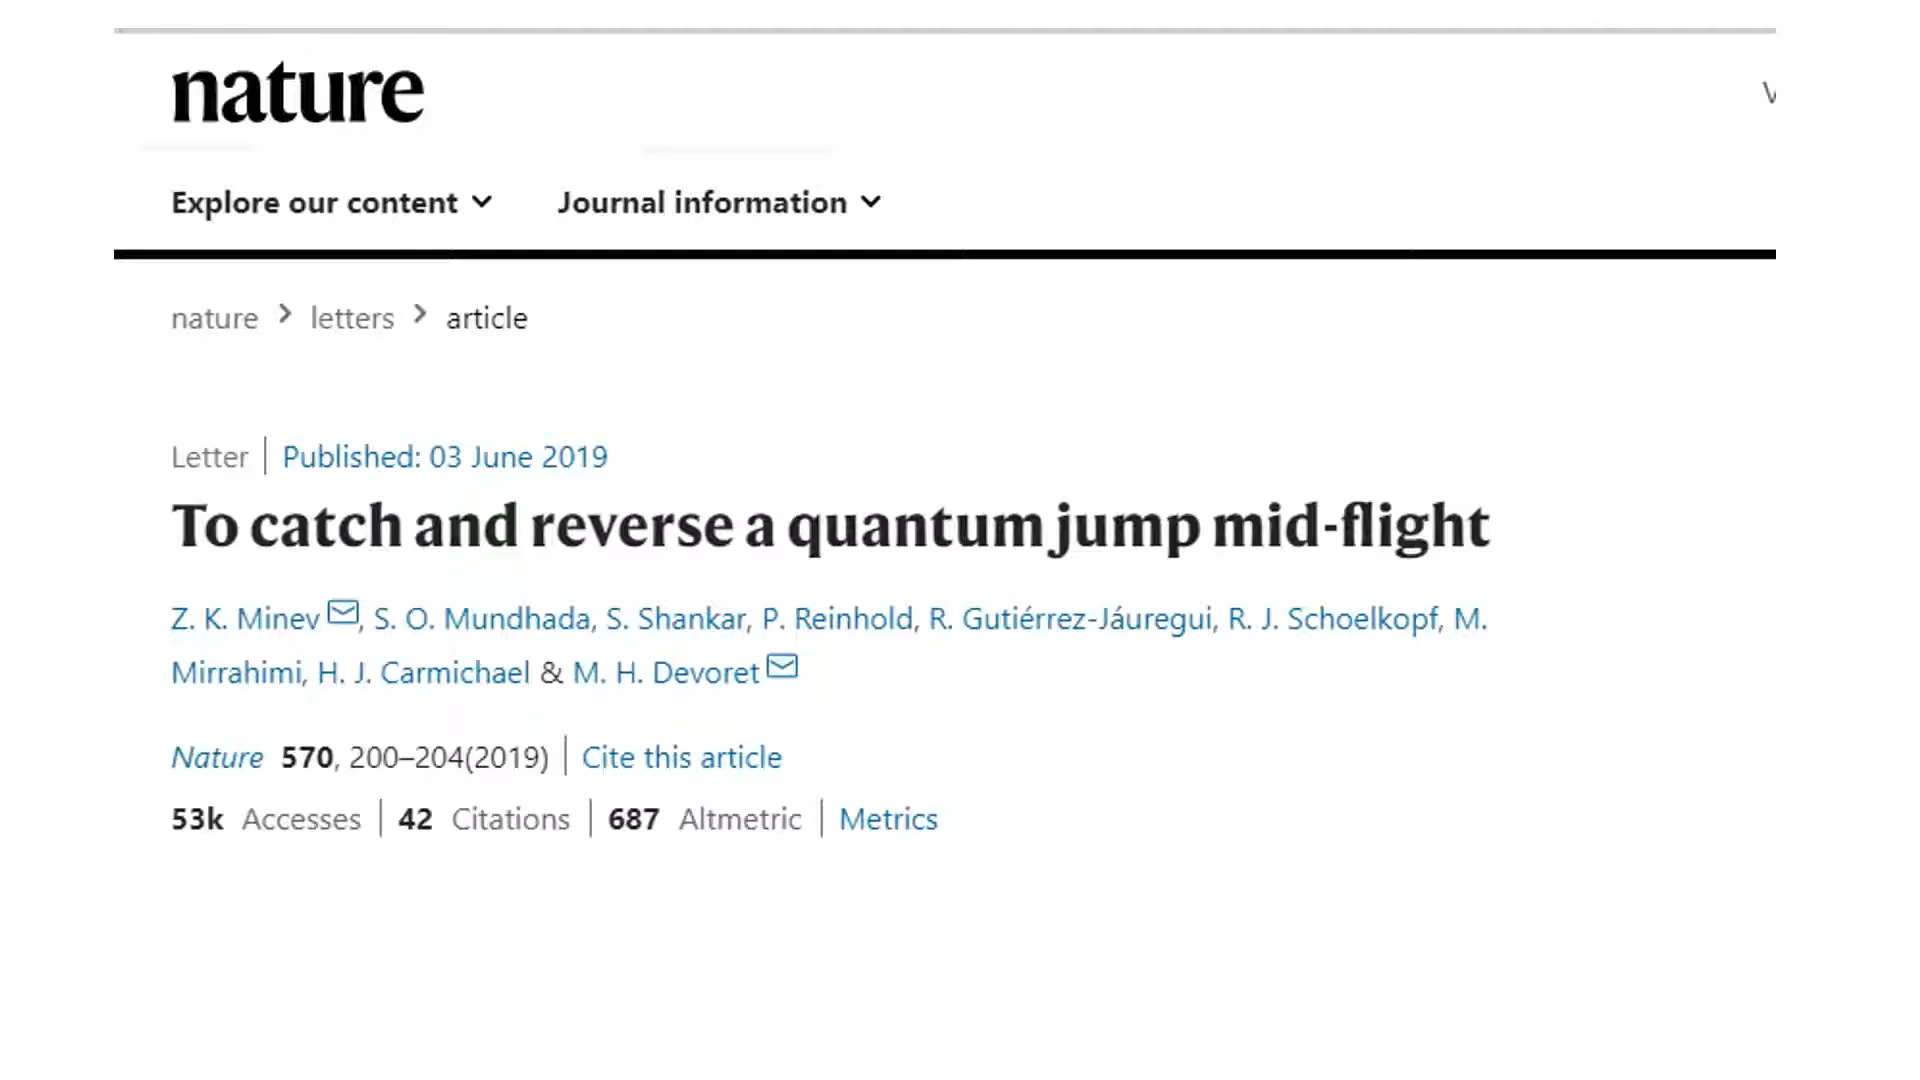 nature
Explore our content
Journal information
nature > letters > article
Letter | Published: 03 June 2019
To catch and reverse a quantum jump mid-flight
Z. K. Minev, S. O. Mundhada, S. Shankar, P. Reinhold, R. Gutiérrez-Jáuregui, R. J. Schoelkopf, M.
Mirrahimi, H. J. Carmichael & M. H. Devoret
Nature 570, 200–204(2019) | Cite this article
53k Accesses | 42 Citations | 687 Altmetric | Metrics